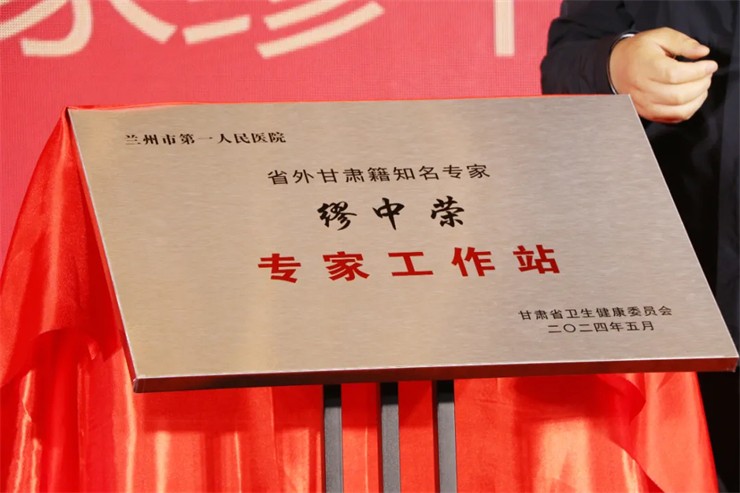 兰州市第一人民医院
省外甘肃籍知名专家
缪中荣
专家工作站
甘肃省卫生健康委员会
二〇二四年五月